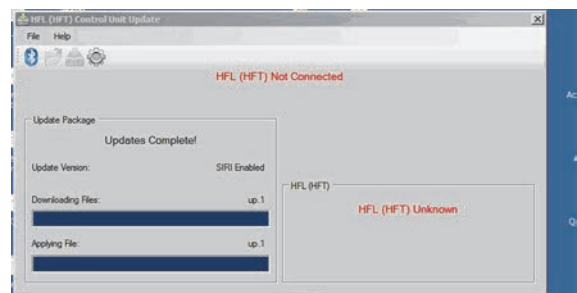 HFL (HFT) Control Unit Update
File Help
HFL (HFT) Not Connected
Update Package
Updates Complete!
Update Version: SIRI Enabled
Downloading Files: up.1
Applying File: up.1
HFL (HFT)
HFL (HFT) Unknown